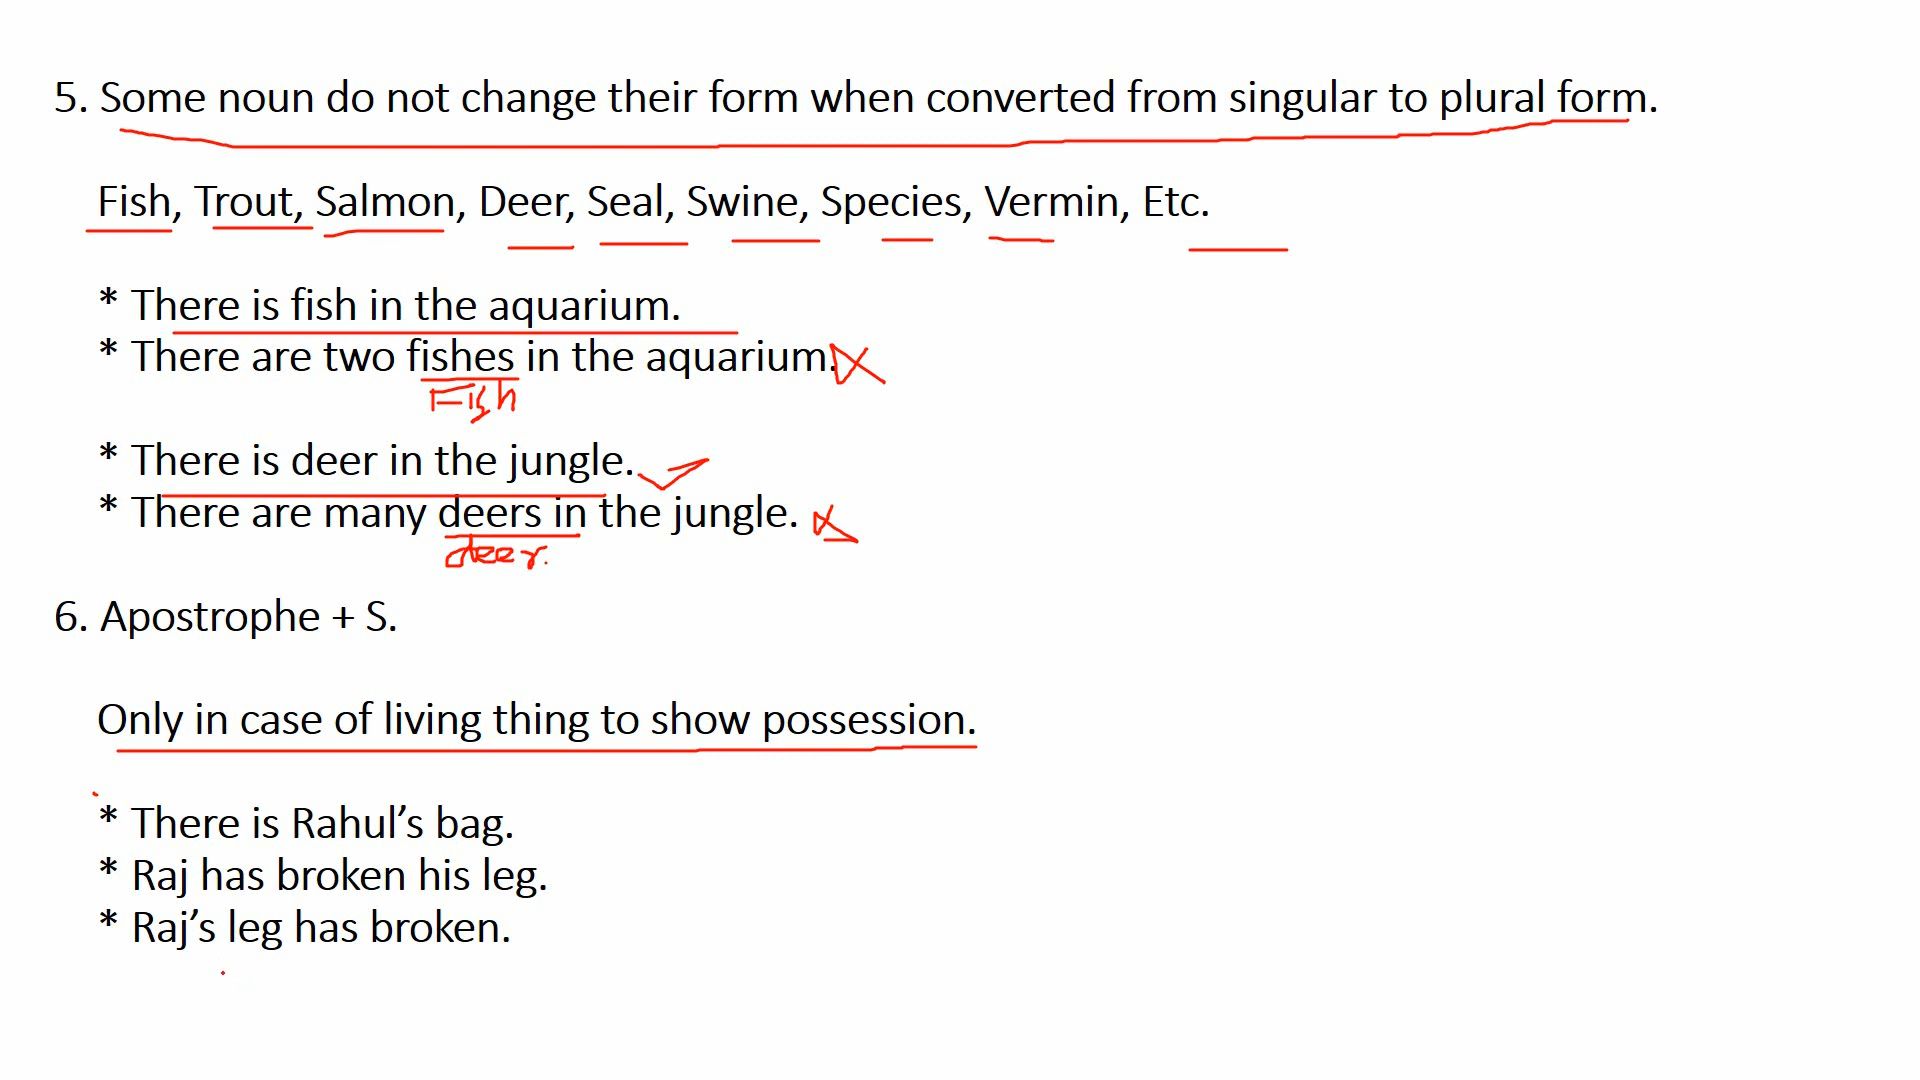 5. Some noun do not change their form when converted from singular to plural form.
Fish, Trout, Salmon, Deer, Seal, Swine, Species, Vermin, Etc.
* There is fish in the aquarium.
* There are two fishes in the aquarium.
Fish
* There is deer in the jungle.
* There are many deers in the jungle.
deer.
6. Apostrophe + S.
Only in case of living thing to show possession.
* There is Rahul’s bag.
* Raj has broken his leg.
* Raj’s leg has broken.